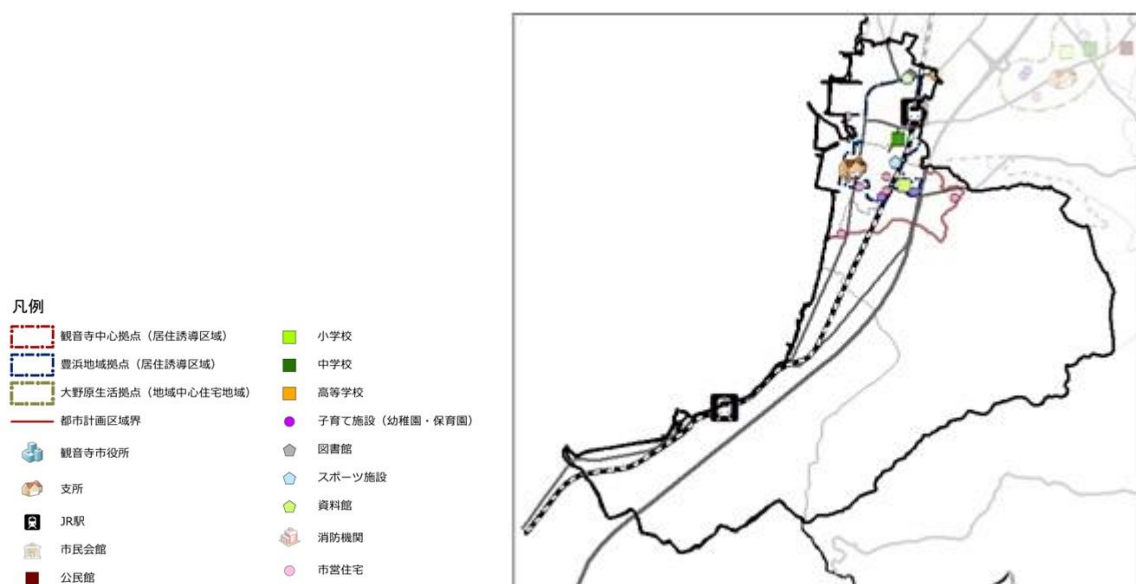 凡例
観音寺中心拠点（居住誘導区域）
豊浜地域拠点（居住誘導区域）
大野原生活拠点（地域中心住宅地域）
都市計画区域界
観音寺市役所
支所
JR駅
市民会館
公民館
小学校
中学校
高等学校
子育て施設（幼稚園・保育園）
図書館
スポーツ施設
資料館
消防機関
市営住宅